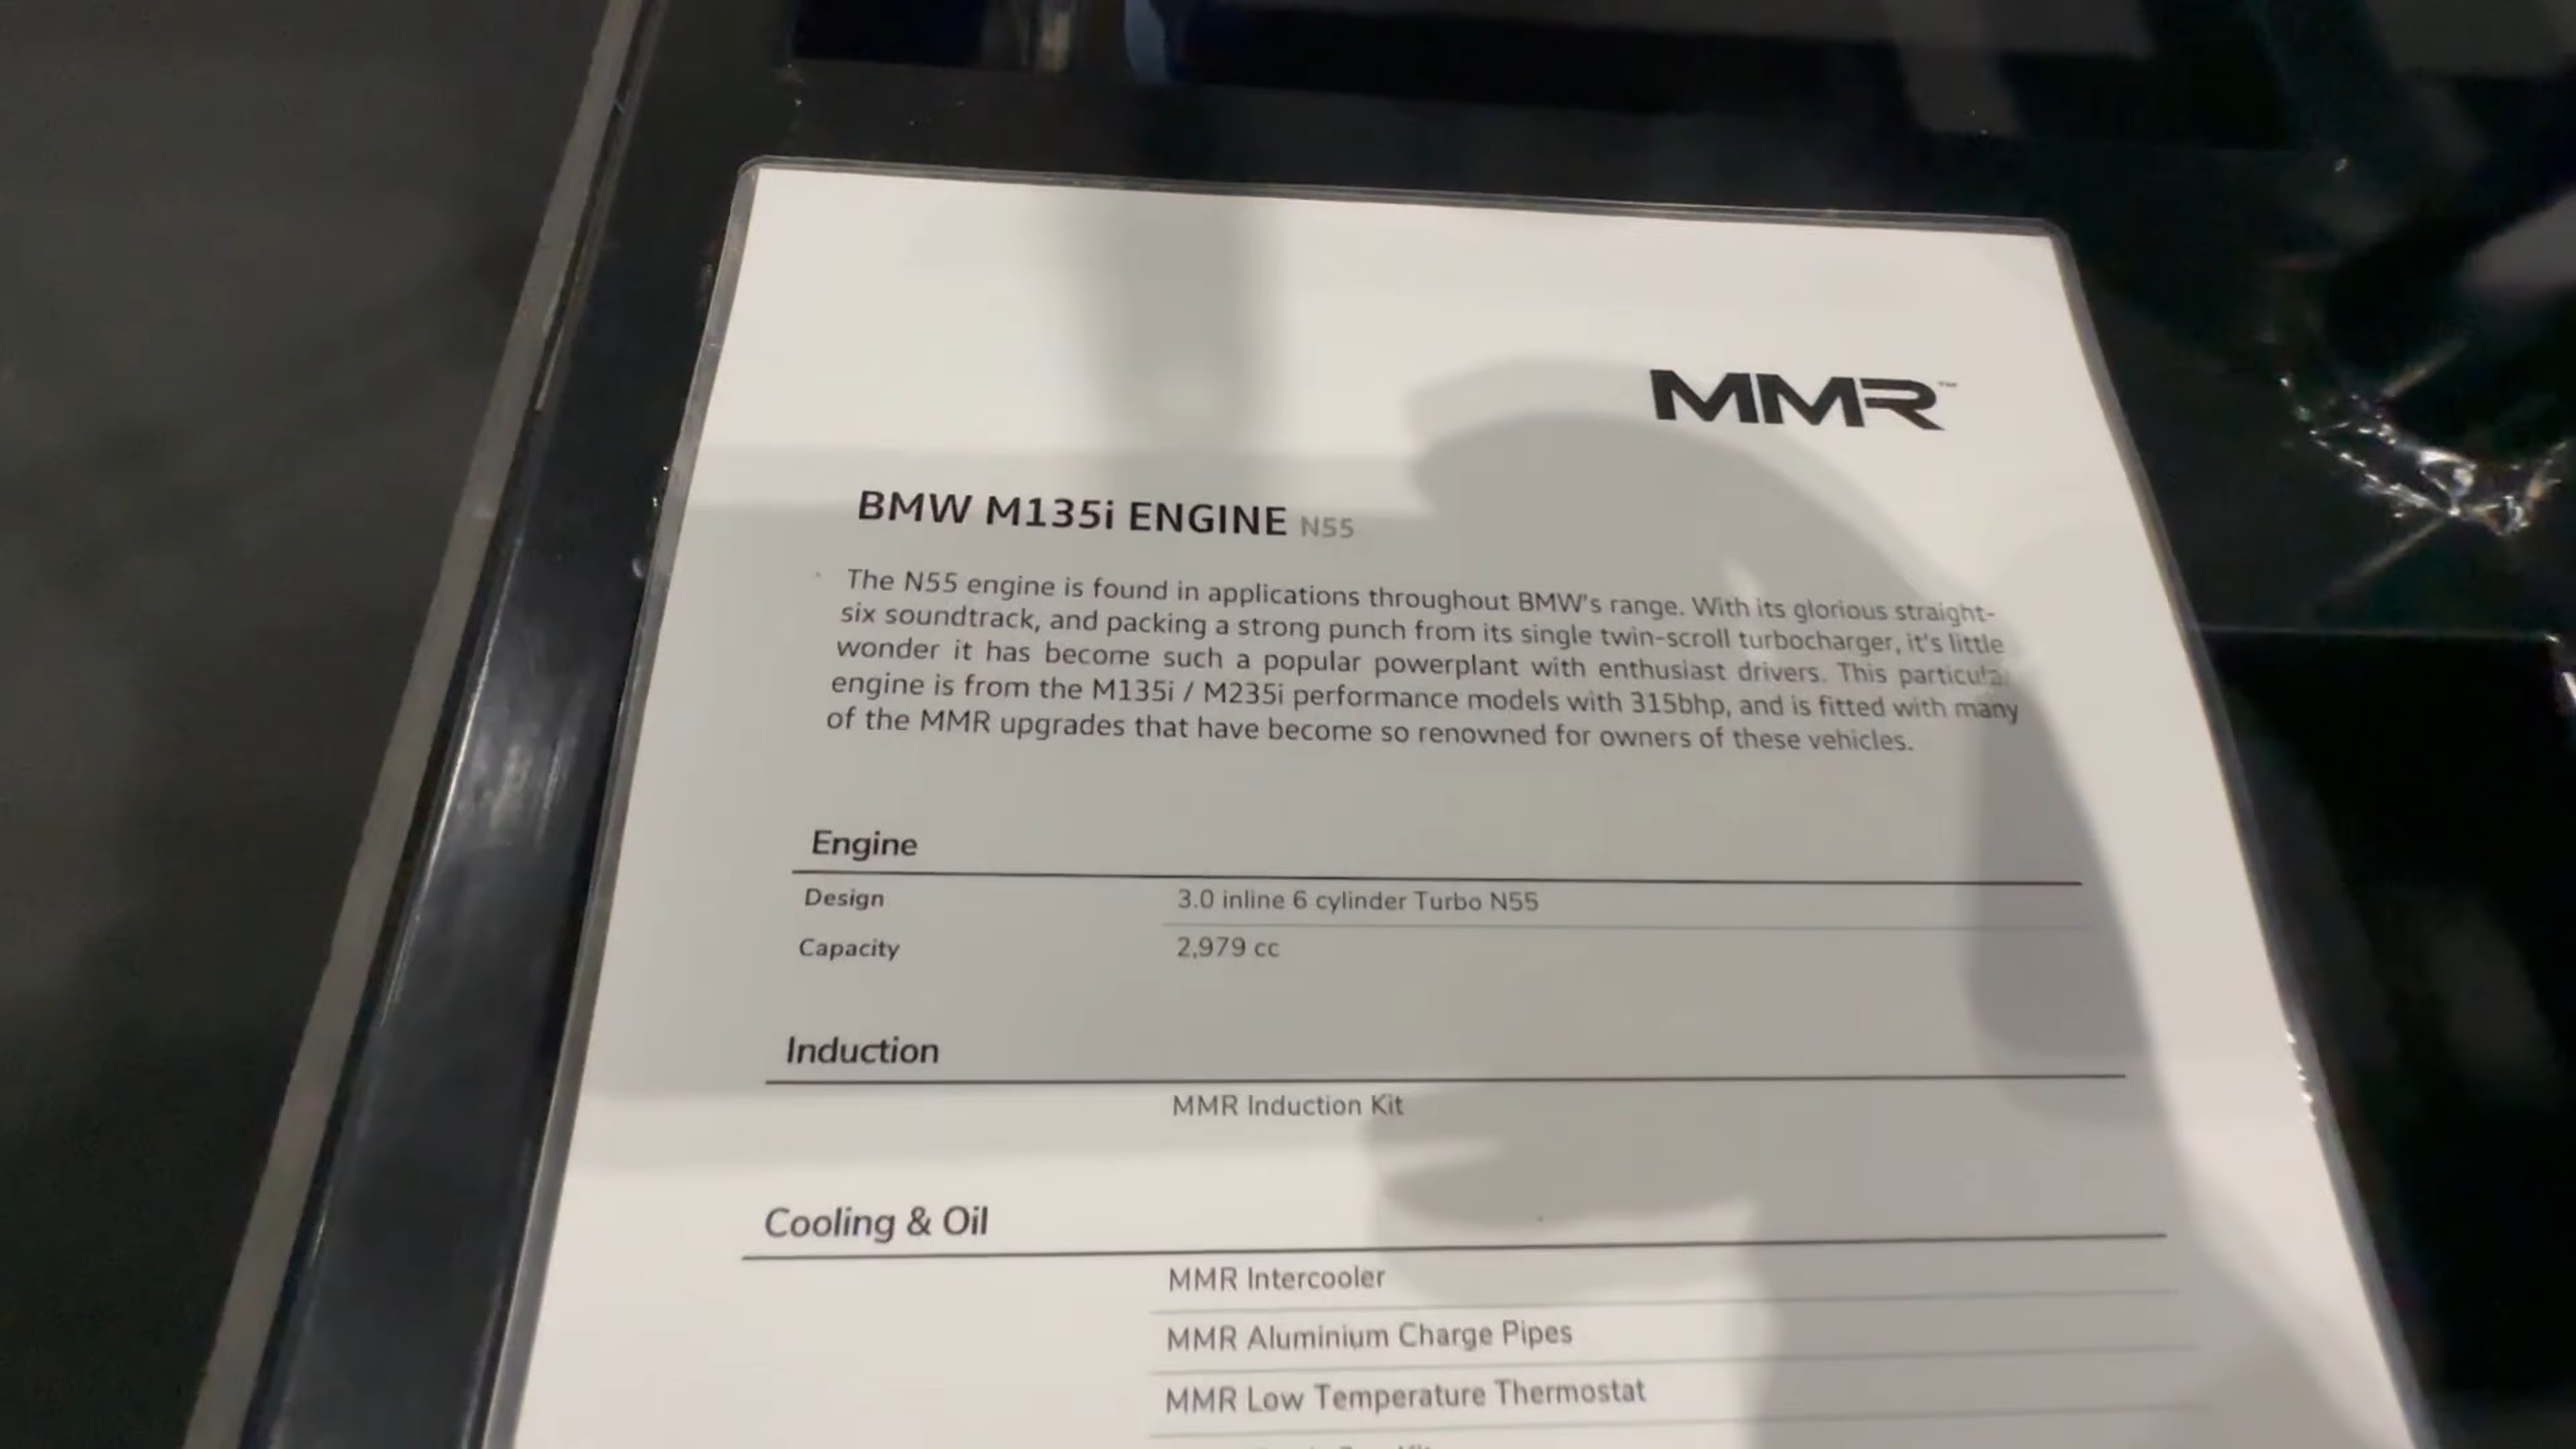 MMR™
BMW M135i ENGINE N55
The N55 engine is found in applications throughout BMW's range. With its glorious straight-
six soundtrack, and packing a strong punch from its single twin-scroll turbocharger, it's little
wonder it has become such a popular powerplant with enthusiast drivers. This particular
engine is from the M135i / M235i performance models with 315bhp, and is fitted with many
of the MMR upgrades that have become so renowned for owners of these vehicles.
Engine
Design 3.0 inline 6 cylinder Turbo N55
Capacity 2,979 cc
Induction
MMR Induction Kit
Cooling & Oil
MMR Intercooler
MMR Aluminium Charge Pipes
MMR Low Temperature Thermostat